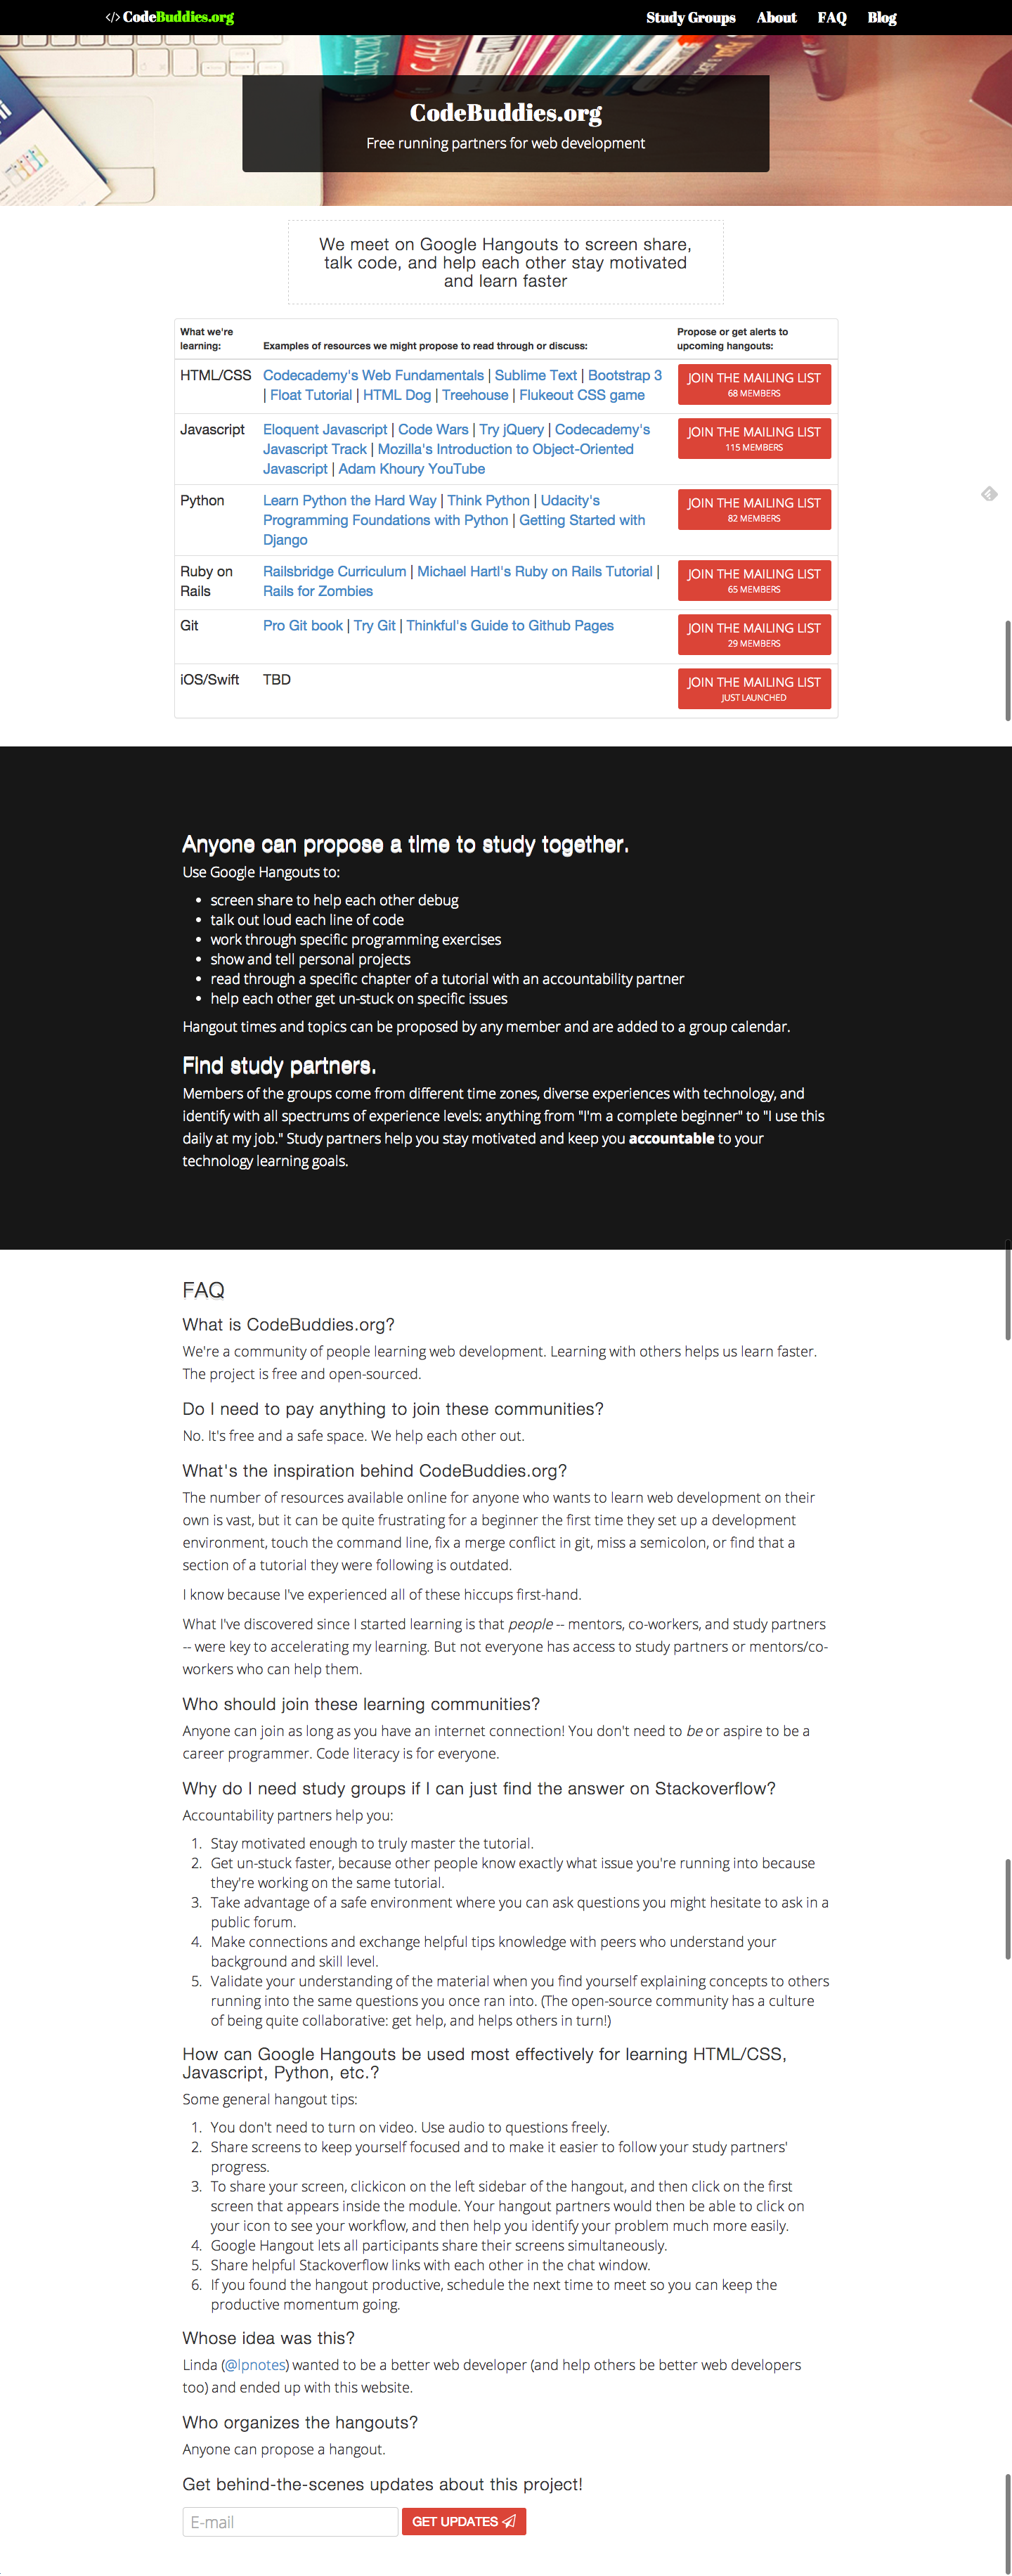 </> CodeBuddies.org
Study Groups About FAQ Blog
CodeBuddies.org
Free running partners for web development
We meet on Google Hangouts to screen share,
talk code, and help each other stay motivated
and learn faster
What we're
learning:
Examples of resources we might propose to read through or discuss:
Propose or get alerts to
upcoming hangouts:
HTML/CSS
Codecademy's Web Fundamentals | Sublime Text | Bootstrap 3
| Float Tutorial | HTML Dog | Treehouse | Flukeout CSS game
JOIN THE MAILING LIST
68 MEMBERS
Javascript
Eloquent Javascript | Code Wars | Try jQuery | Codecademy's
Javascript Track | Mozilla's Introduction to Object-Oriented
Javascript | Adam Khoury YouTube
JOIN THE MAILING LIST
115 MEMBERS
Python
Learn Python the Hard Way | Think Python | Udacity's
Programming Foundations with Python | Getting Started with
Django
JOIN THE MAILING LIST
82 MEMBERS
Ruby on
Rails
Railsbridge Curriculum | Michael Hartl's Ruby on Rails Tutorial |
Rails for Zombies
JOIN THE MAILING LIST
65 MEMBERS
Git
Pro Git book | Try Git | Thinkful's Guide to Github Pages
JOIN THE MAILING LIST
29 MEMBERS
iOS/Swift
TBD
JOIN THE MAILING LIST
JUST LAUNCHED
Anyone can propose a time to study together.
Use Google Hangouts to:
• screen share to help each other debug
• talk out loud each line of code
• work through specific programming exercises
• show and tell personal projects
• read through a specific chapter of a tutorial with an accountability partner
• help each other get un-stuck on specific issues
Hangout times and topics can be proposed by any member and are added to a group calendar.
Find study partners.
Members of the groups come from different time zones, diverse experiences with technology, and
identify with all spectrums of experience levels: anything from "I'm a complete beginner" to "I use this
daily at my job." Study partners help you stay motivated and keep you accountable to your
technology learning goals.
FAQ
What is CodeBuddies.org?
We're a community of people learning web development. Learning with others helps us learn faster.
The project is free and open-sourced.
Do I need to pay anything to join these communities?
No. It's free and a safe space. We help each other out.
What's the inspiration behind CodeBuddies.org?
The number of resources available online for anyone who wants to learn web development on their
own is vast, but it can be quite frustrating for a beginner the first time they set up a development
environment, touch the command line, fix a merge conflict in git, miss a semicolon, or find that a
section of a tutorial they were following is outdated.
I know because I've experienced all of these hiccups first-hand.
What I've discovered since I started learning is that people -- mentors, co-workers, and study partners
-- were key to accelerating my learning. But not everyone has access to study partners or mentors/co-
workers who can help them.
Who should join these learning communities?
Anyone can join as long as you have an internet connection! You don't need to be or aspire to be a
career programmer. Code literacy is for everyone.
Why do I need study groups if I can just find the answer on Stackoverflow?
Accountability partners help you:
1. Stay motivated enough to truly master the tutorial.
2. Get un-stuck faster, because other people know exactly what issue you're running into because
they're working on the same tutorial.
3. Take advantage of a safe environment where you can ask questions you might hesitate to ask in a
public forum.
4. Make connections and exchange helpful tips knowledge with peers who understand your
background and skill level.
5. Validate your understanding of the material when you find yourself explaining concepts to others
running into the same questions you once ran into. (The open-source community has a culture
of being quite collaborative: get help, and helps others in turn!)
How can Google Hangouts be used most effectively for learning HTML/CSS,
Javascript, Python, etc.?
Some general hangout tips:
1. You don't need to turn on video. Use audio to questions freely.
2. Share screens to keep yourself focused and to make it easier to follow your study partners'
progress.
3. To share your screen, clickicon on the left sidebar of the hangout, and then click on the first
screen that appears inside the module. Your hangout partners would then be able to click on
your icon to see your workflow, and then help you identify your problem much more easily.
4. Google Hangout lets all participants share their screens simultaneously.
5. Share helpful Stackoverflow links with each other in the chat window.
6. If you found the hangout productive, schedule the next time to meet so you can keep the
productive momentum going.
Whose idea was this?
Linda (@lpnotes) wanted to be a better web developer (and help others be better web developers
too) and ended up with this website.
Who organizes the hangouts?
Anyone can propose a hangout.
Get behind-the-scenes updates about this project!
E-mail
GET UPDATES